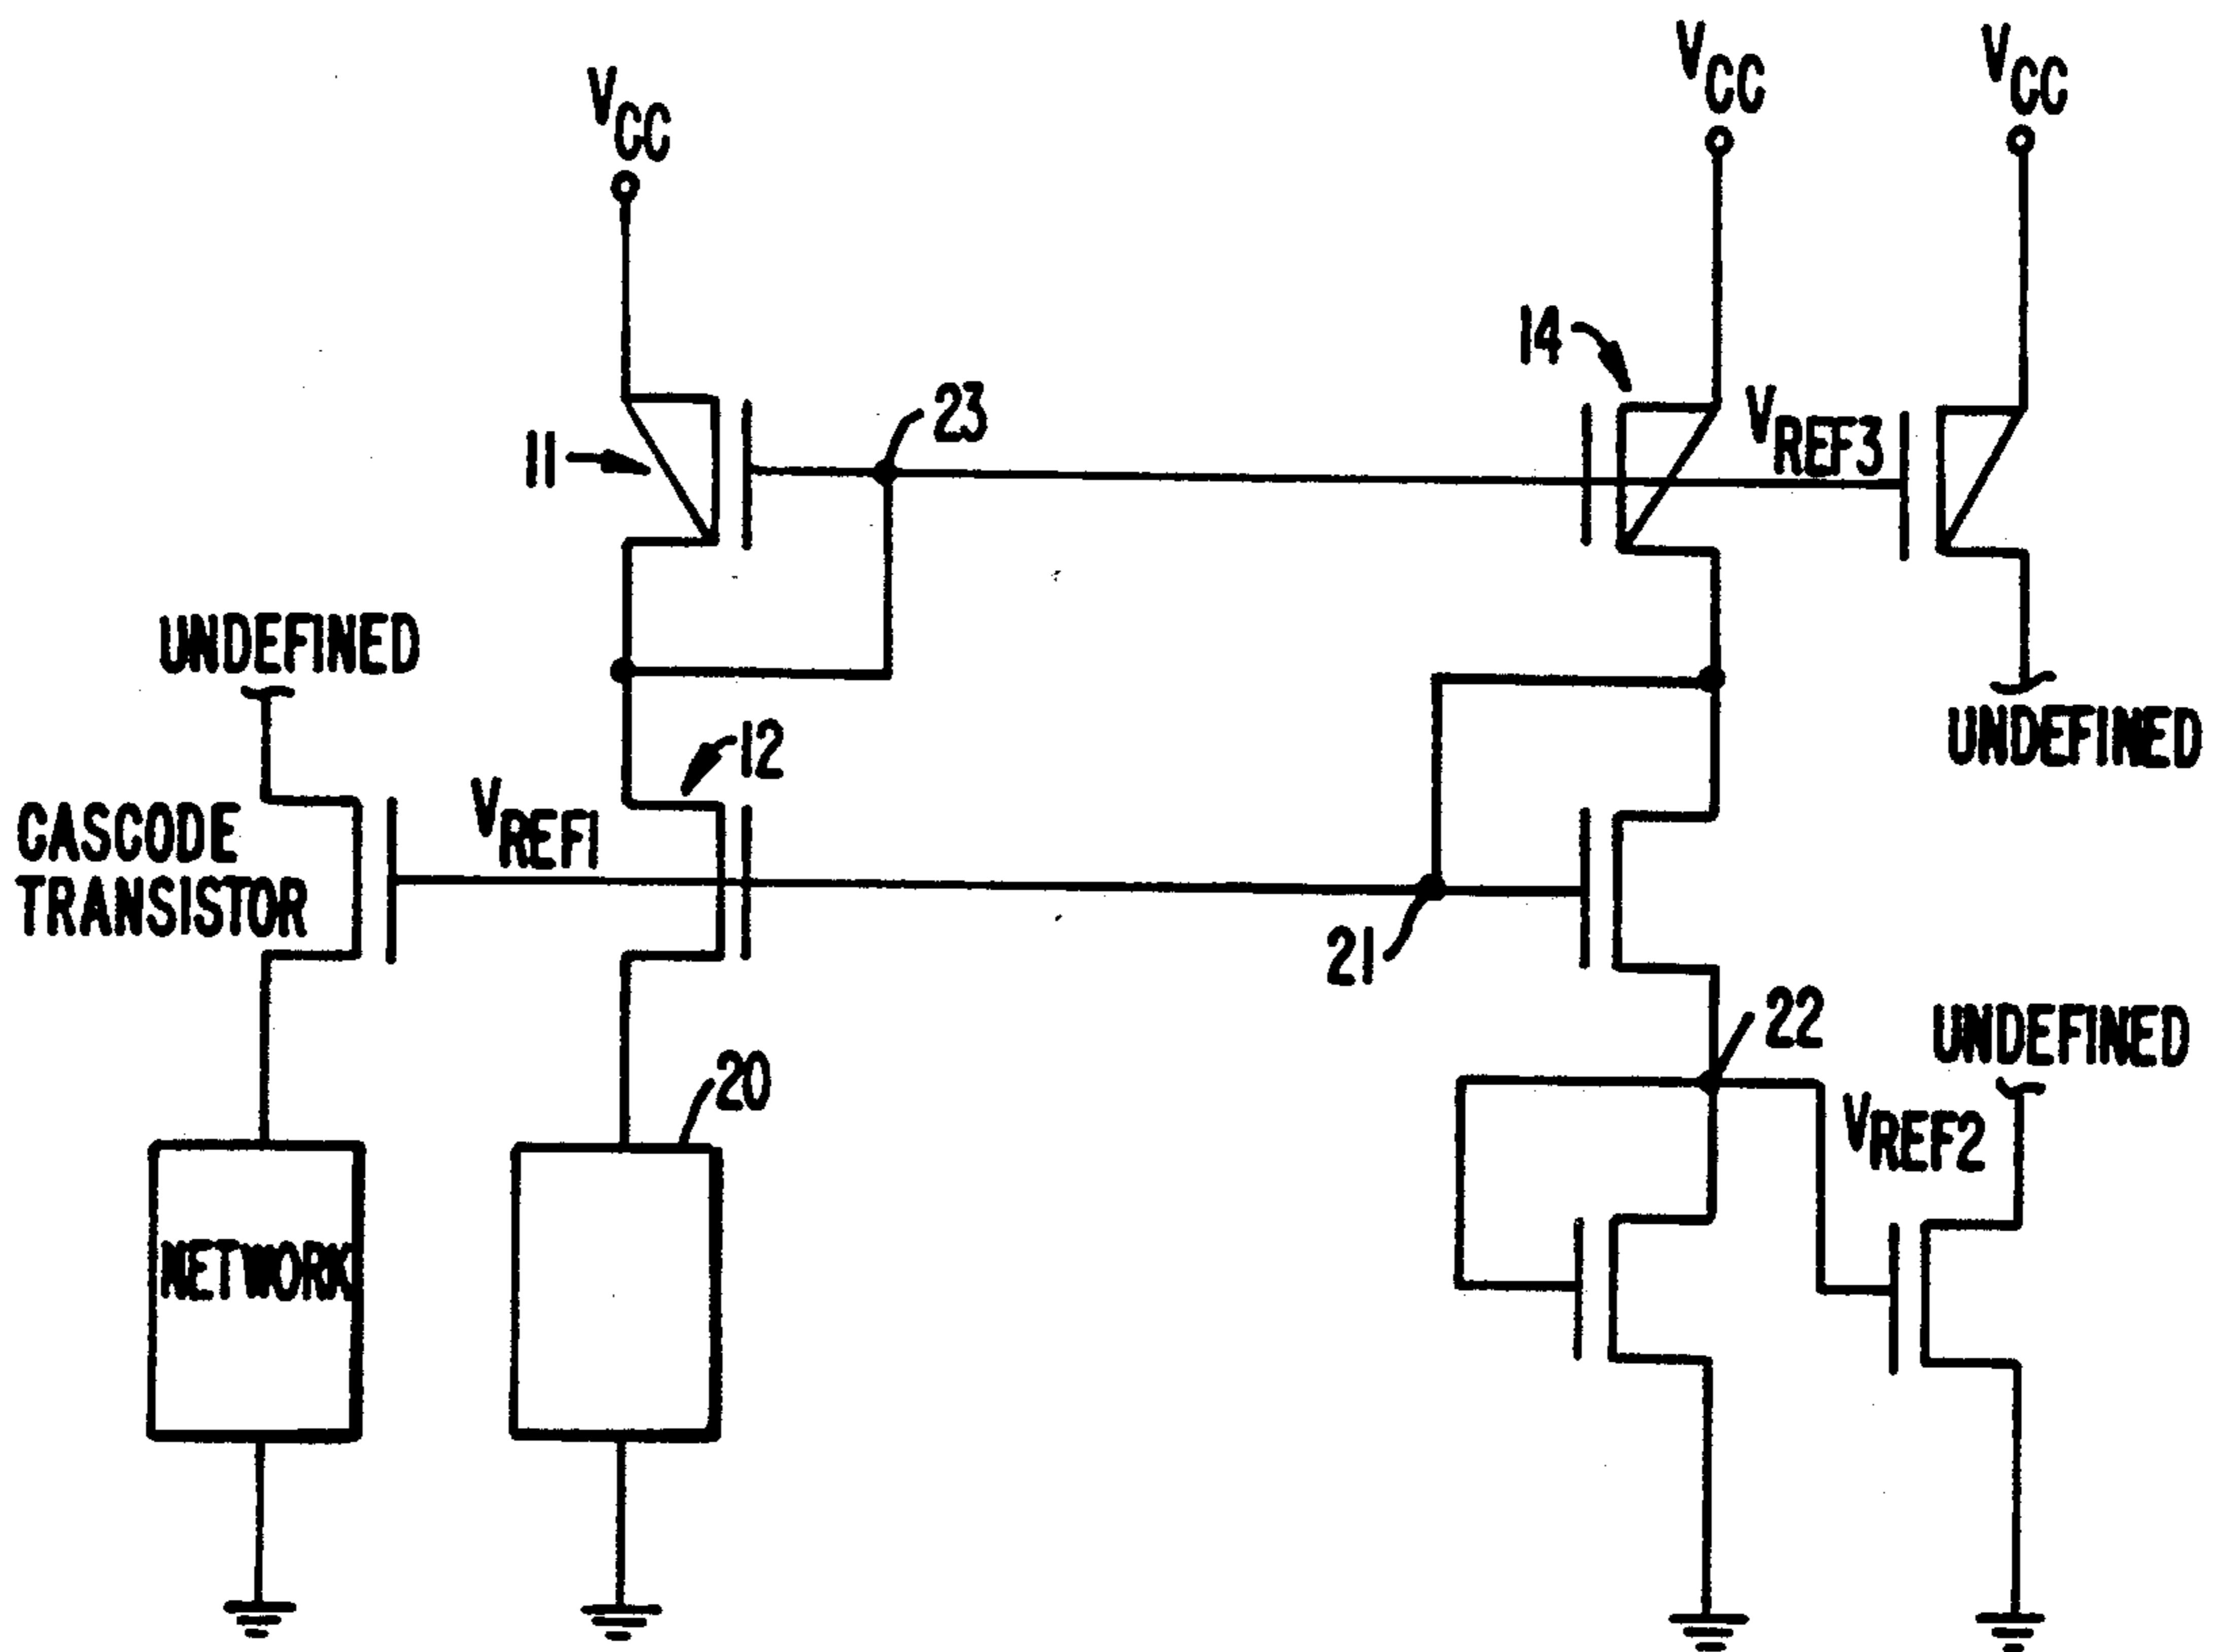 VCC
VCC
VCC
14
23
VREF3
11
UNDEFINED
UNDEFINED
12
VREF1
CASCODE
TRANSISTOR
21
22
UNDEFINED
20
VREF2
NETWORK